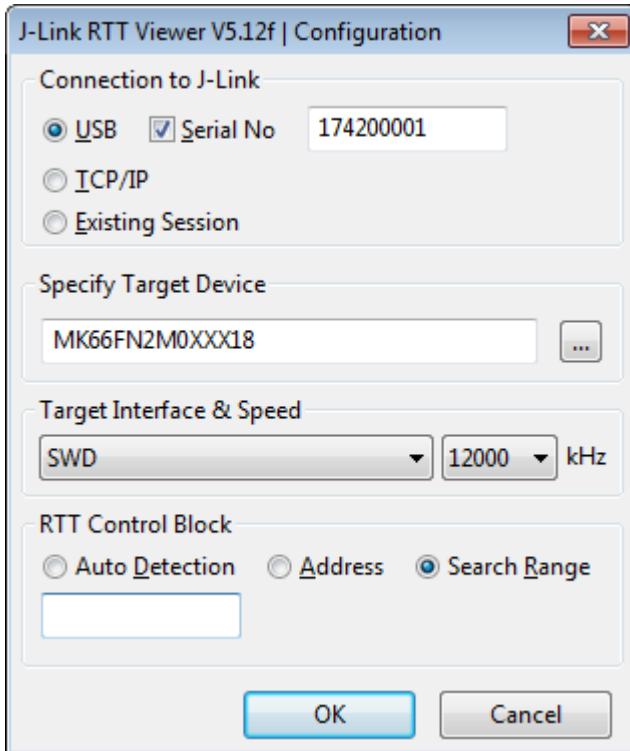 J-Link RTT Viewer V5.12f | Configuration
Connection to J-Link
USB Serial No 174200001
TCP/IP
Existing Session
Specify Target Device
MK66FN2M0XXX18 ...
Target Interface & Speed
SWD 12000 kHz
RTT Control Block
Auto Detection Address Search Range
OK Cancel